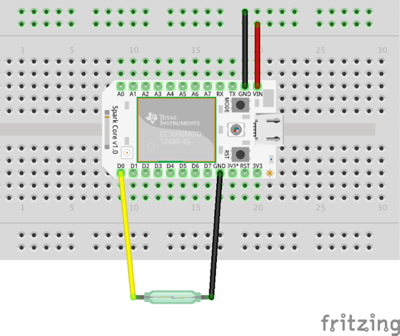 1 5 10 15 20 25 30
A0 A1 A2 A3 A4 A5 A6 A7 RX TX GND VIN
MODE
Spark Core v1.0
TEXAS INSTRUMENTS
RST
D0 D1 D2 D3 D4 D5 D6 D7 GND 3V3* RST 3V3
1 5 10 15 20 25 30
fritzing